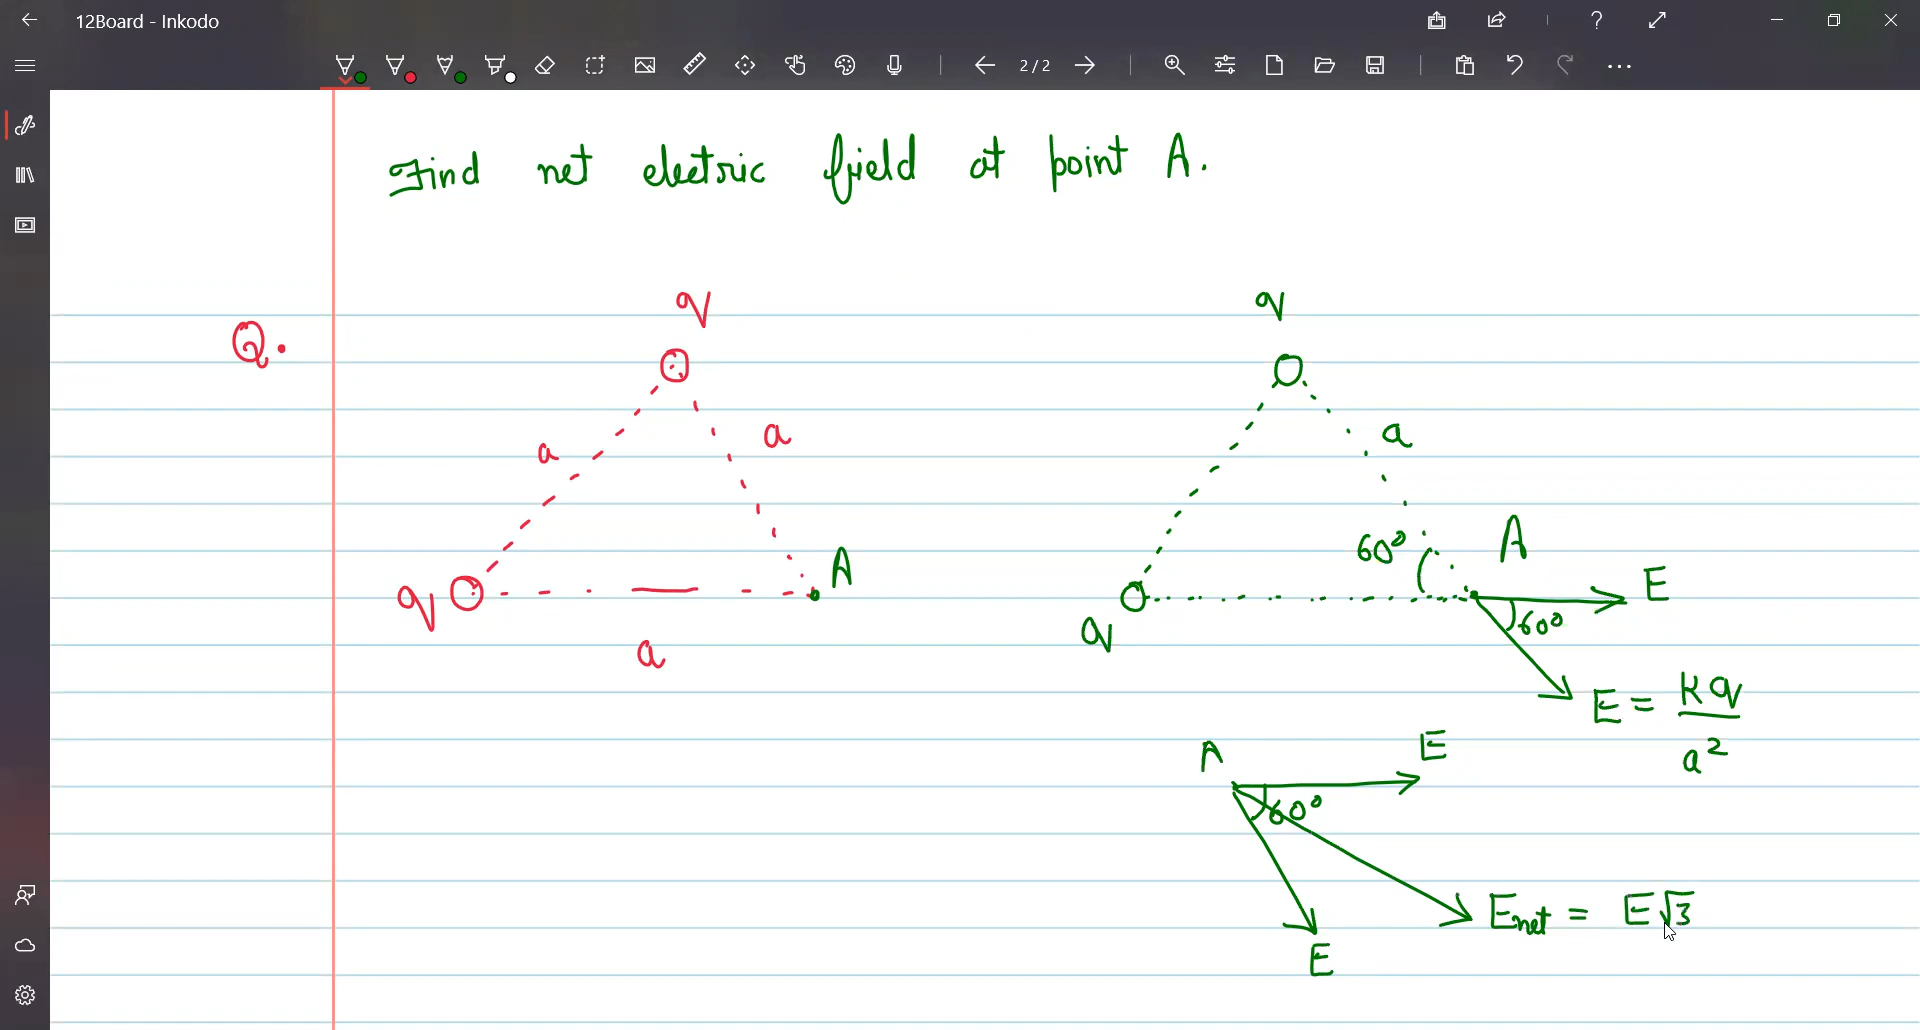 12Board - Inkodo
2 / 2
Find net electric field at point A.
Q.
q
a
a
q
A
a
q
a
60°
A
E
60°
q
E = Kq / a²
A
E
60°
Enet = E√3
E